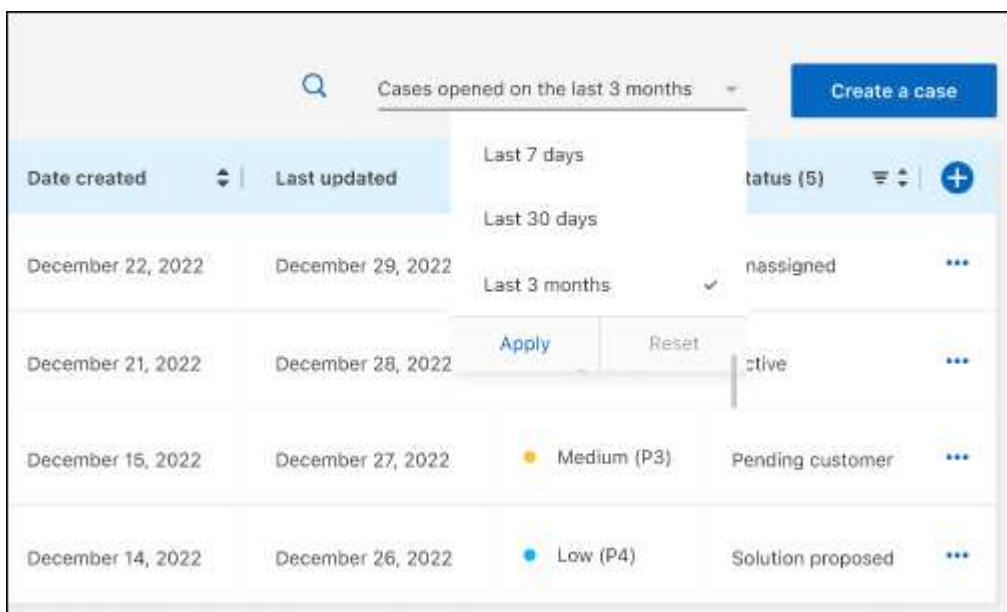 Cases opened on the last 3 months
Create a case
Date created
Last updated
tatus (5)
Last 7 days
Last 30 days
Last 3 months
Apply
Reset
December 22, 2022
December 29, 2022
nassigned
December 21, 2022
December 28, 2022
ctive
December 15, 2022
December 27, 2022
Medium (P3)
Pending customer
December 14, 2022
December 26, 2022
Low (P4)
Solution proposed